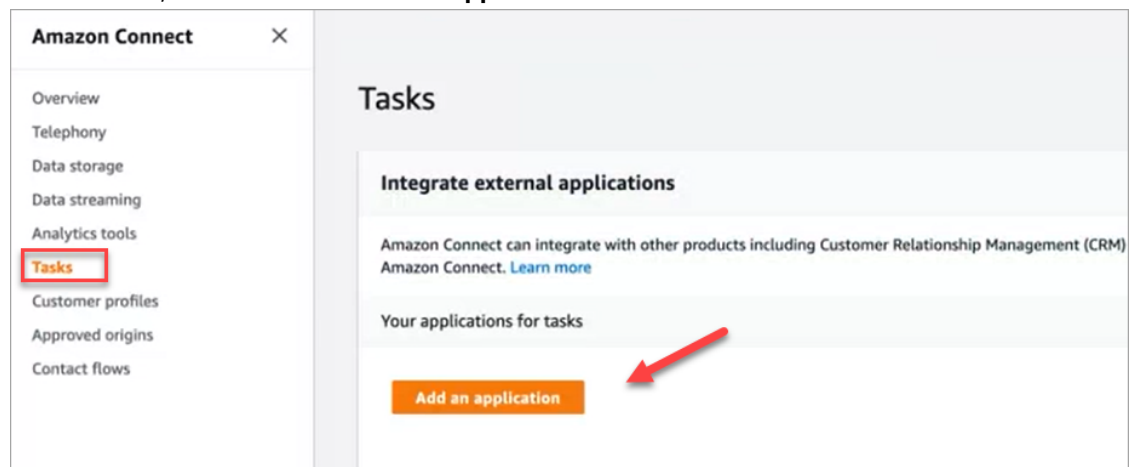 Amazon Connect
Overview
Telephony
Data storage
Data streaming
Analytics tools
Tasks
Customer profiles
Approved origins
Contact flows
Tasks
Integrate external applications
Amazon Connect can integrate with other products including Customer Relationship Management (CRM)
Amazon Connect. Learn more
Your applications for tasks
Add an application